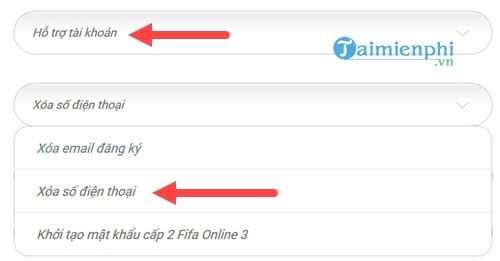 Hỗ trợ tài khoản
Taimienphi
.vn
Xóa số điện thoại
Xóa email đăng ký
Xóa số điện thoại
Khởi tạo mật khẩu cấp 2 Fifa Online 3